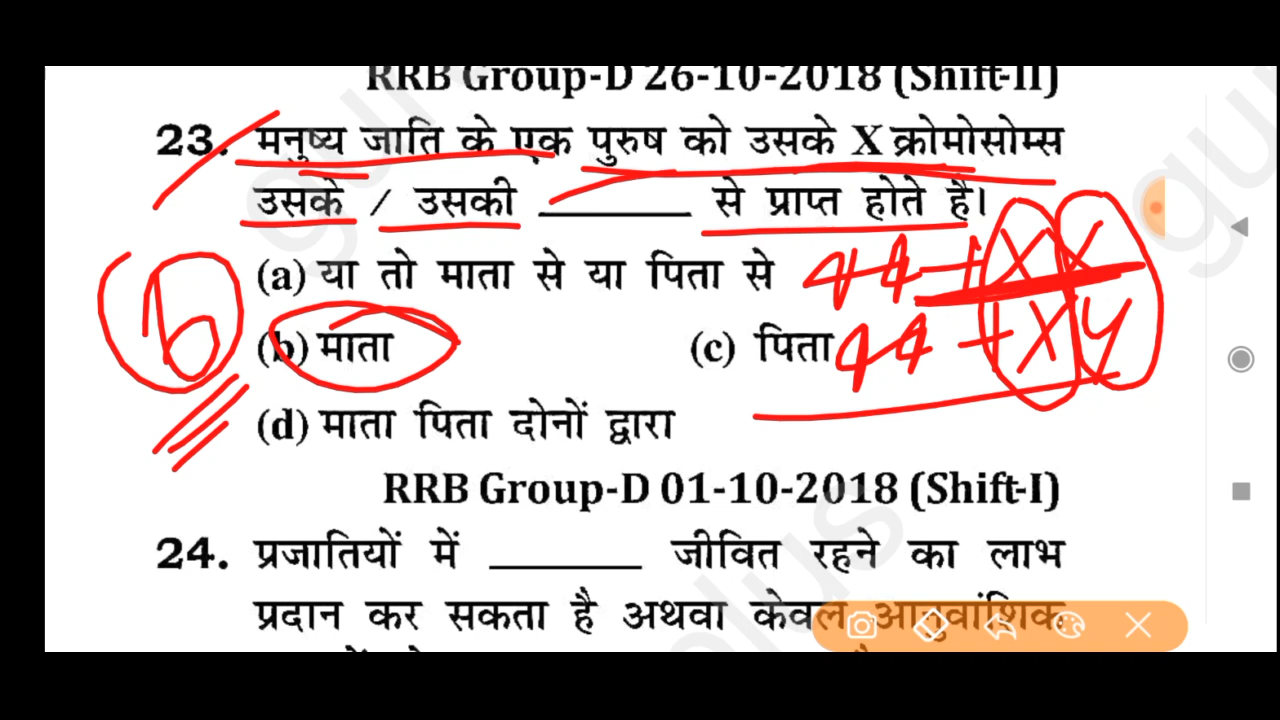 RRB Group-D 26-10-2018 (Shift-II)
23. मनुष्य जाति के एक पुरुष को उसके X क्रोमोसोम्स
उसके / उसकी ________ से प्राप्त होते हैं।
(a) या तो माता से या पिता से 44 + XX
b (b) माता (c) पिता 44 + XY
(d) माता पिता दोनों द्वारा
RRB Group-D 01-10-2018 (Shift-I)
24. प्रजातियों में ________ जीवित रहने का लाभ
प्रदान कर सकता है अथवा केवल आनुवांशिक